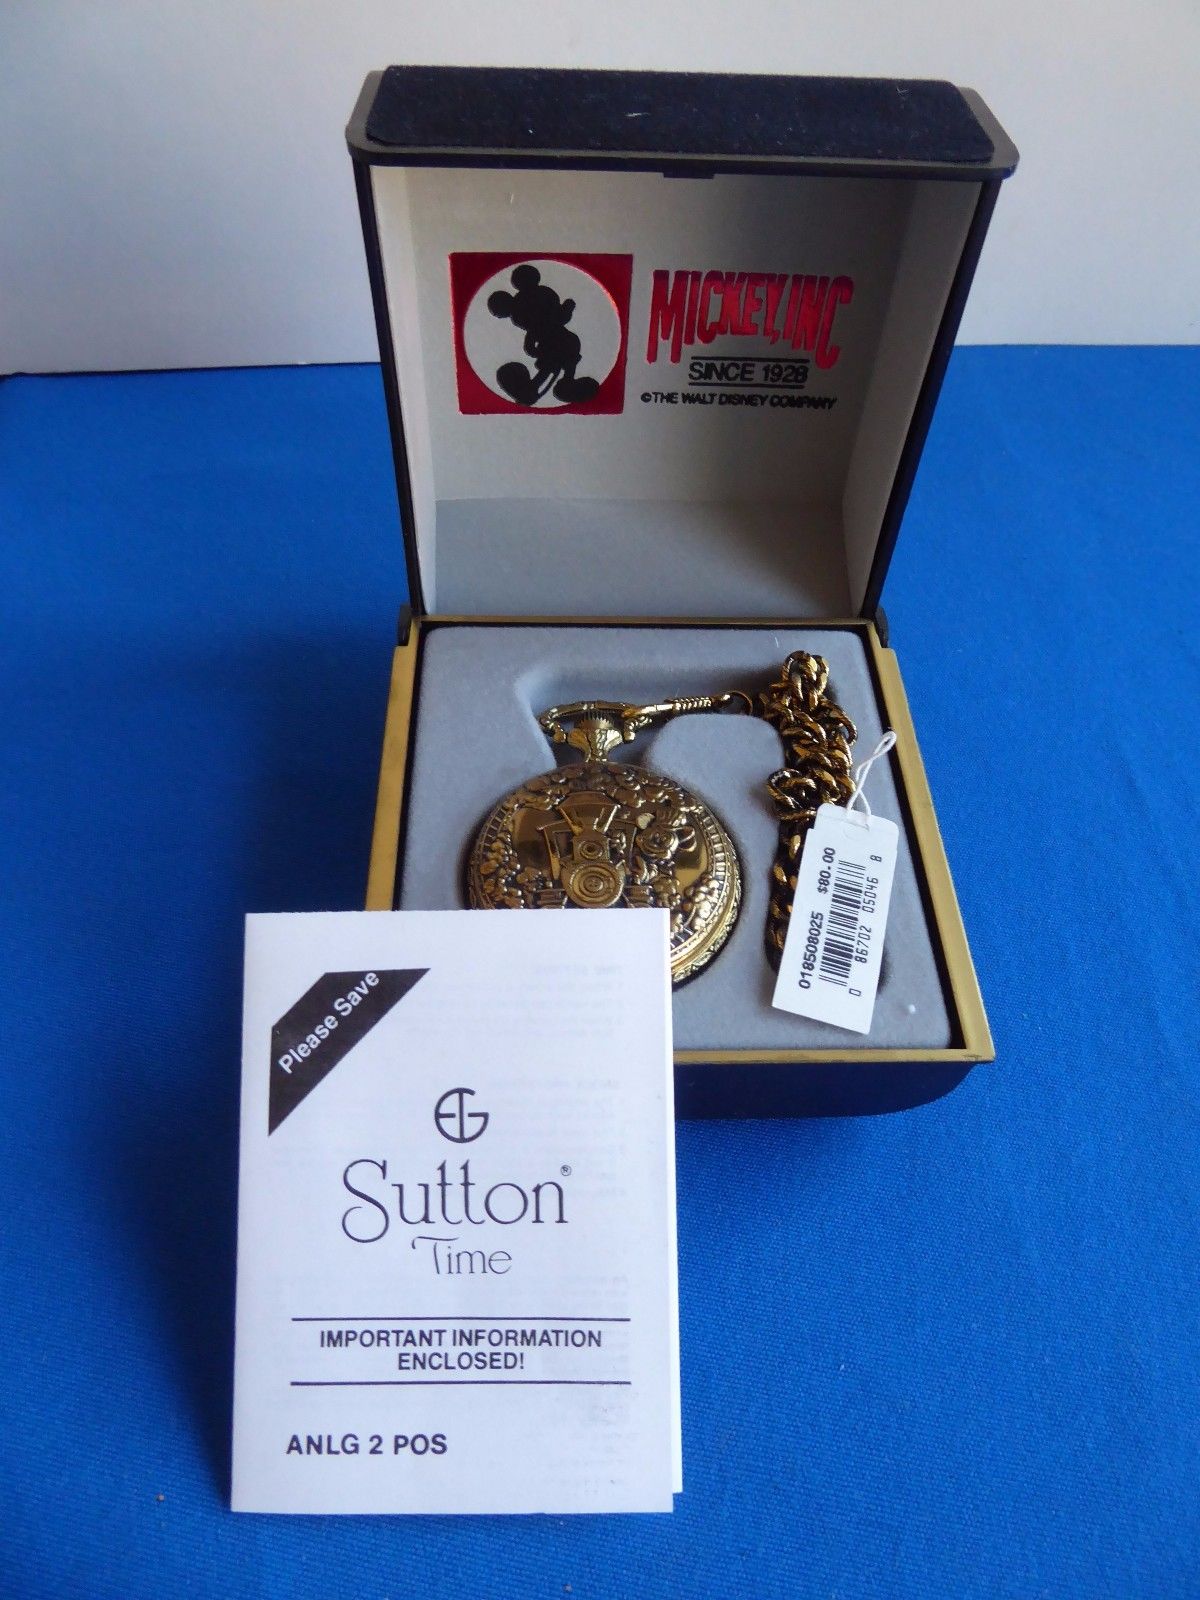 MICKEY, INC
SINCE 1928
©THE WALT DISNEY COMPANY
018508025 $80.00
0 86702 05046 8
Please Save
Sutton®
Time
IMPORTANT INFORMATION
ENCLOSED!
ANLG 2 POS